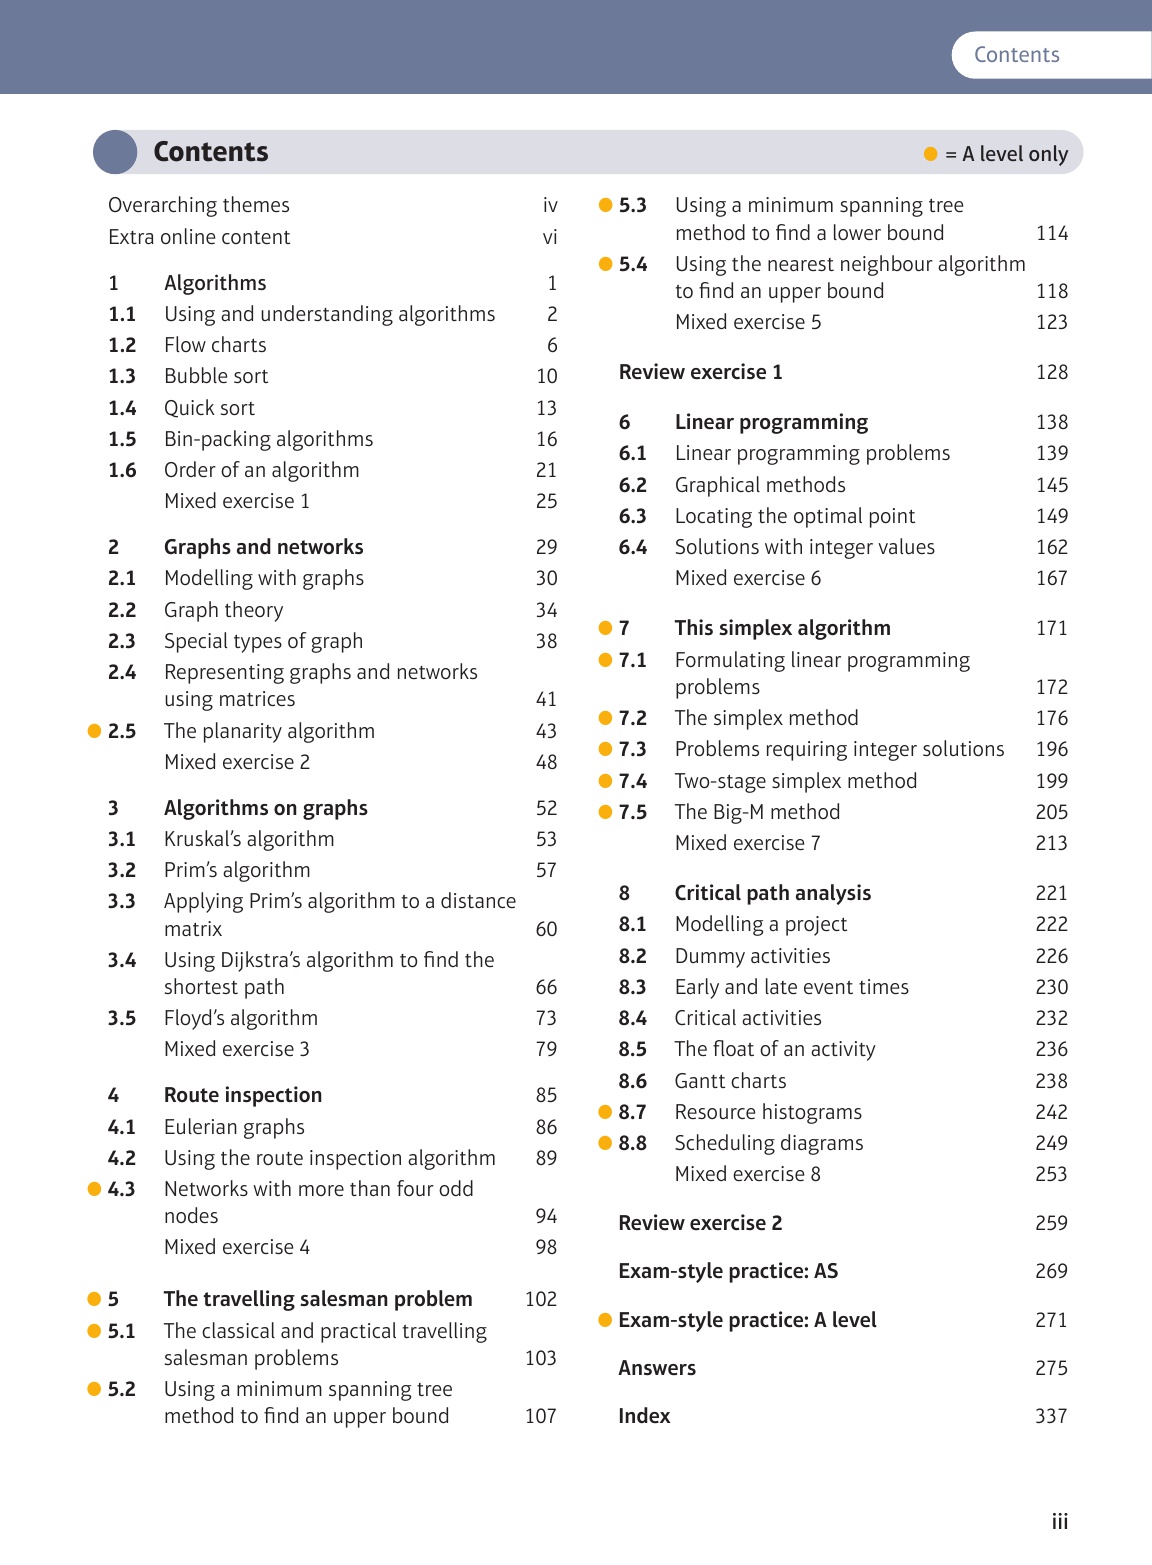 Contents
Contents
● = A level only
Overarching themes iv
Extra online content vi
1 Algorithms 1
1.1 Using and understanding algorithms 2
1.2 Flow charts 6
1.3 Bubble sort 10
1.4 Quick sort 13
1.5 Bin-packing algorithms 16
1.6 Order of an algorithm 21
Mixed exercise 1 25
2 Graphs and networks 29
2.1 Modelling with graphs 30
2.2 Graph theory 34
2.3 Special types of graph 38
2.4 Representing graphs and networks
using matrices 41
● 2.5 The planarity algorithm 43
Mixed exercise 2 48
3 Algorithms on graphs 52
3.1 Kruskal’s algorithm 53
3.2 Prim’s algorithm 57
3.3 Applying Prim’s algorithm to a distance
matrix 60
3.4 Using Dijkstra’s algorithm to find the
shortest path 66
3.5 Floyd’s algorithm 73
Mixed exercise 3 79
4 Route inspection 85
4.1 Eulerian graphs 86
4.2 Using the route inspection algorithm 89
● 4.3 Networks with more than four odd
nodes 94
Mixed exercise 4 98
● 5 The travelling salesman problem 102
● 5.1 The classical and practical travelling
salesman problems 103
● 5.2 Using a minimum spanning tree
method to find an upper bound 107
● 5.3 Using a minimum spanning tree
method to find a lower bound 114
● 5.4 Using the nearest neighbour algorithm
to find an upper bound 118
Mixed exercise 5 123
Review exercise 1 128
6 Linear programming 138
6.1 Linear programming problems 139
6.2 Graphical methods 145
6.3 Locating the optimal point 149
6.4 Solutions with integer values 162
Mixed exercise 6 167
● 7 This simplex algorithm 171
● 7.1 Formulating linear programming
problems 172
● 7.2 The simplex method 176
● 7.3 Problems requiring integer solutions 196
● 7.4 Two-stage simplex method 199
● 7.5 The Big-M method 205
Mixed exercise 7 213
8 Critical path analysis 221
8.1 Modelling a project 222
8.2 Dummy activities 226
8.3 Early and late event times 230
8.4 Critical activities 232
8.5 The float of an activity 236
8.6 Gantt charts 238
● 8.7 Resource histograms 242
● 8.8 Scheduling diagrams 249
Mixed exercise 8 253
Review exercise 2 259
Exam-style practice: AS 269
● Exam-style practice: A level 271
Answers 275
Index 337
iii